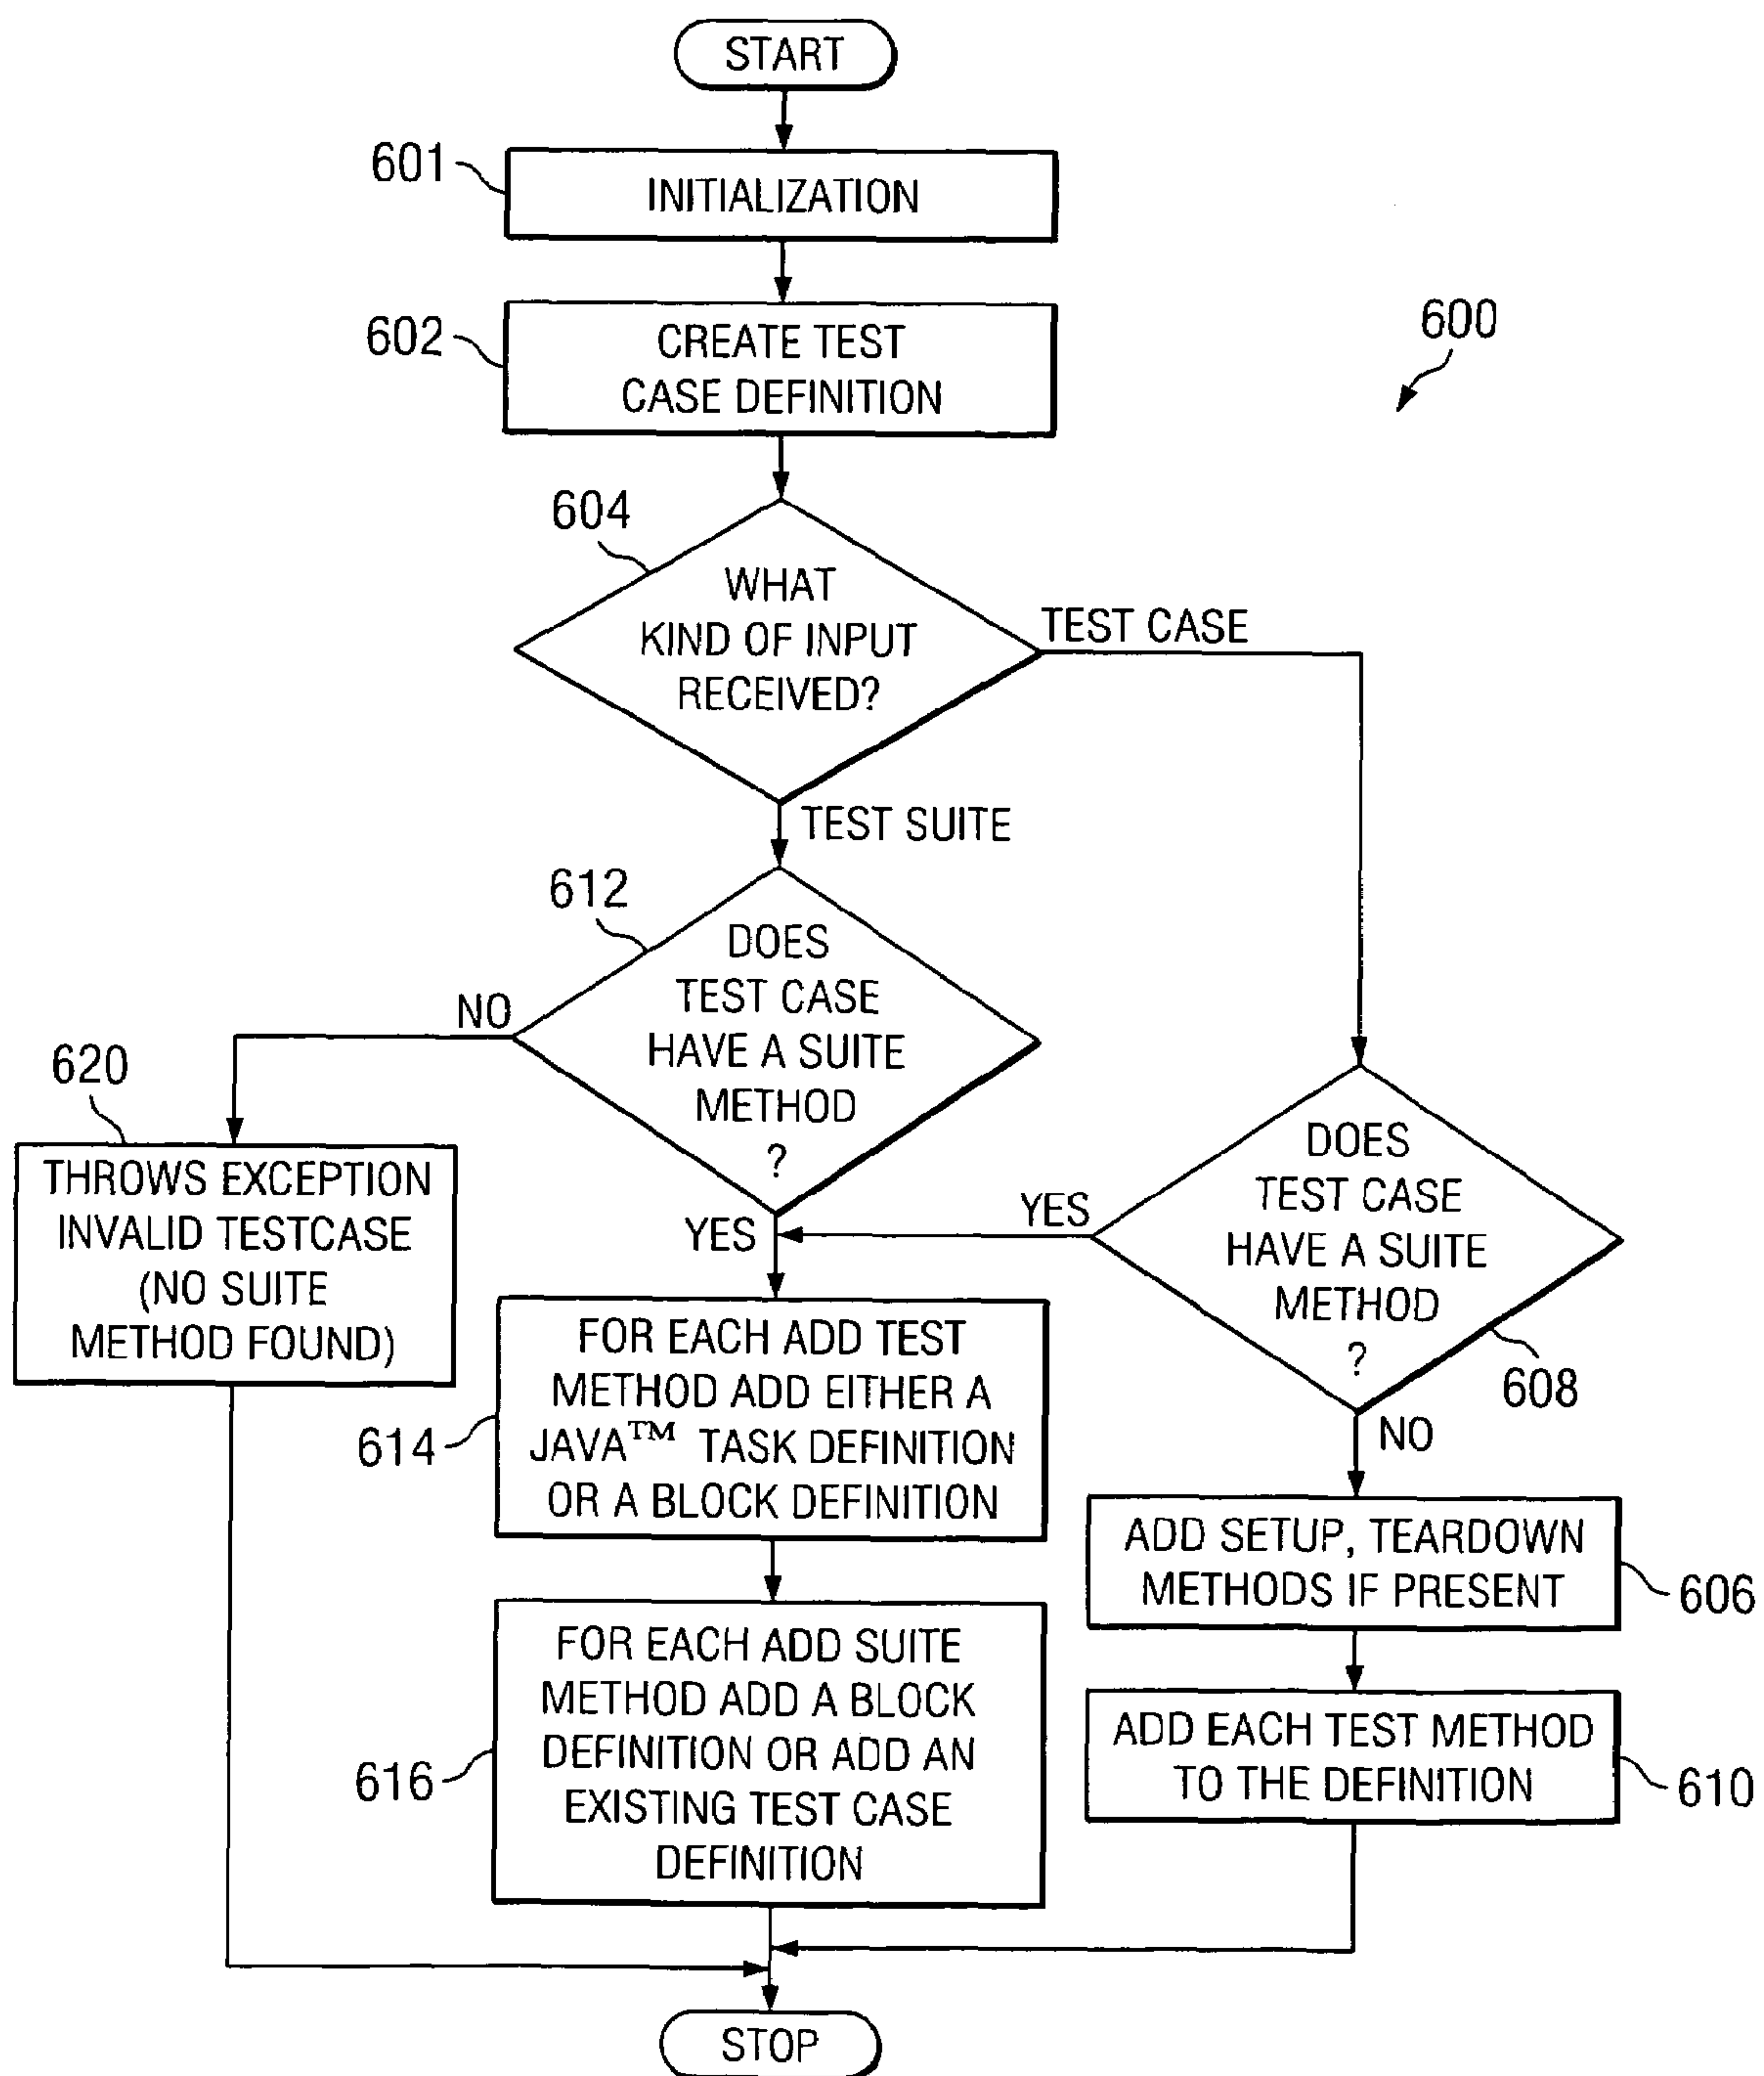 START
601
INITIALIZATION
602
CREATE TEST
CASE DEFINITION
600
604
WHAT
KIND OF INPUT
RECEIVED?
TEST CASE
TEST SUITE
612
DOES
TEST CASE
HAVE A SUITE
METHOD
?
NO
YES
620
THROWS EXCEPTION
INVALID TESTCASE
(NO SUITE
METHOD FOUND)
DOES
TEST CASE
HAVE A SUITE
METHOD
?
608
YES
NO
614
FOR EACH ADD TEST
METHOD ADD EITHER A
JAVA™ TASK DEFINITION
OR A BLOCK DEFINITION
ADD SETUP, TEARDOWN
METHODS IF PRESENT
606
616
FOR EACH ADD SUITE
METHOD ADD A BLOCK
DEFINITION OR ADD AN
EXISTING TEST CASE
DEFINITION
ADD EACH TEST METHOD
TO THE DEFINITION
610
STOP